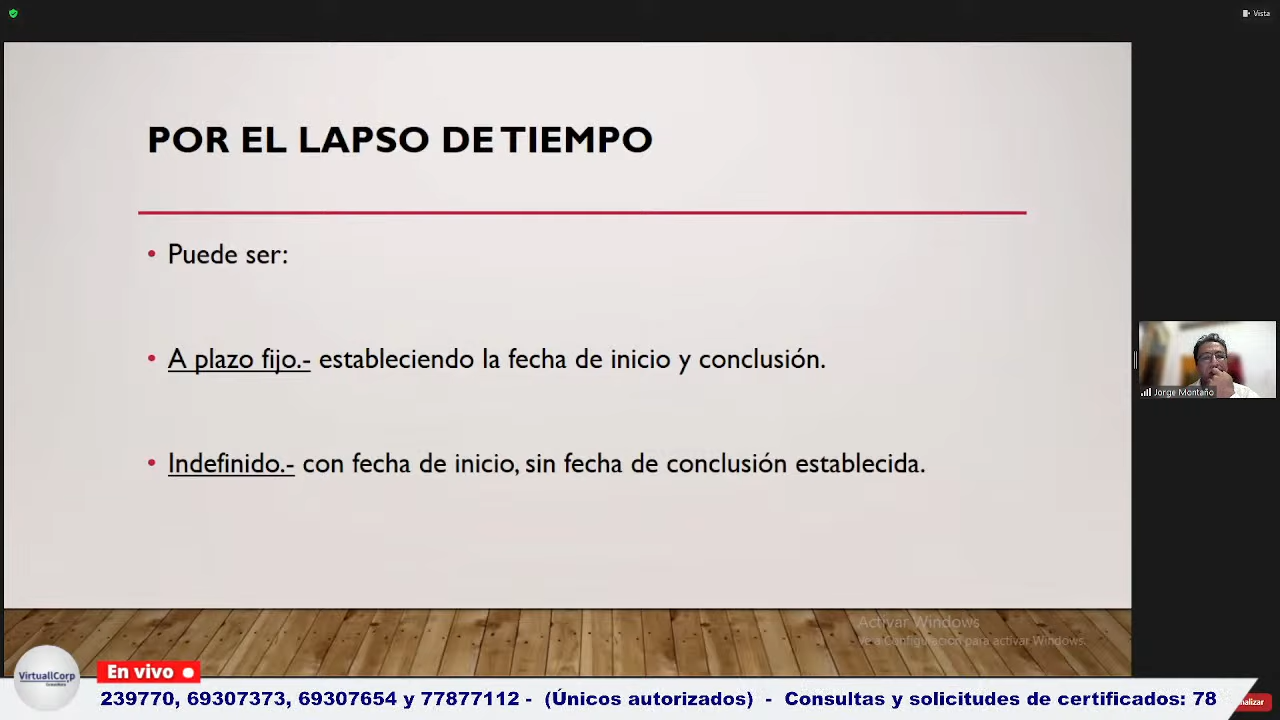 Vista
POR EL LAPSO DE TIEMPO
• Puede ser:
• A plazo fijo.- estableciendo la fecha de inicio y conclusión.
• Indefinido.- con fecha de inicio, sin fecha de conclusión establecida.
Jorge Montaño
Activar Windows
Ve a Configuración para activar Windows.
VirtuallCorp
En vivo
239770, 69307373, 69307654 y 77877112 - (Únicos autorizados) - Consultas y solicitudes de certificados: 78